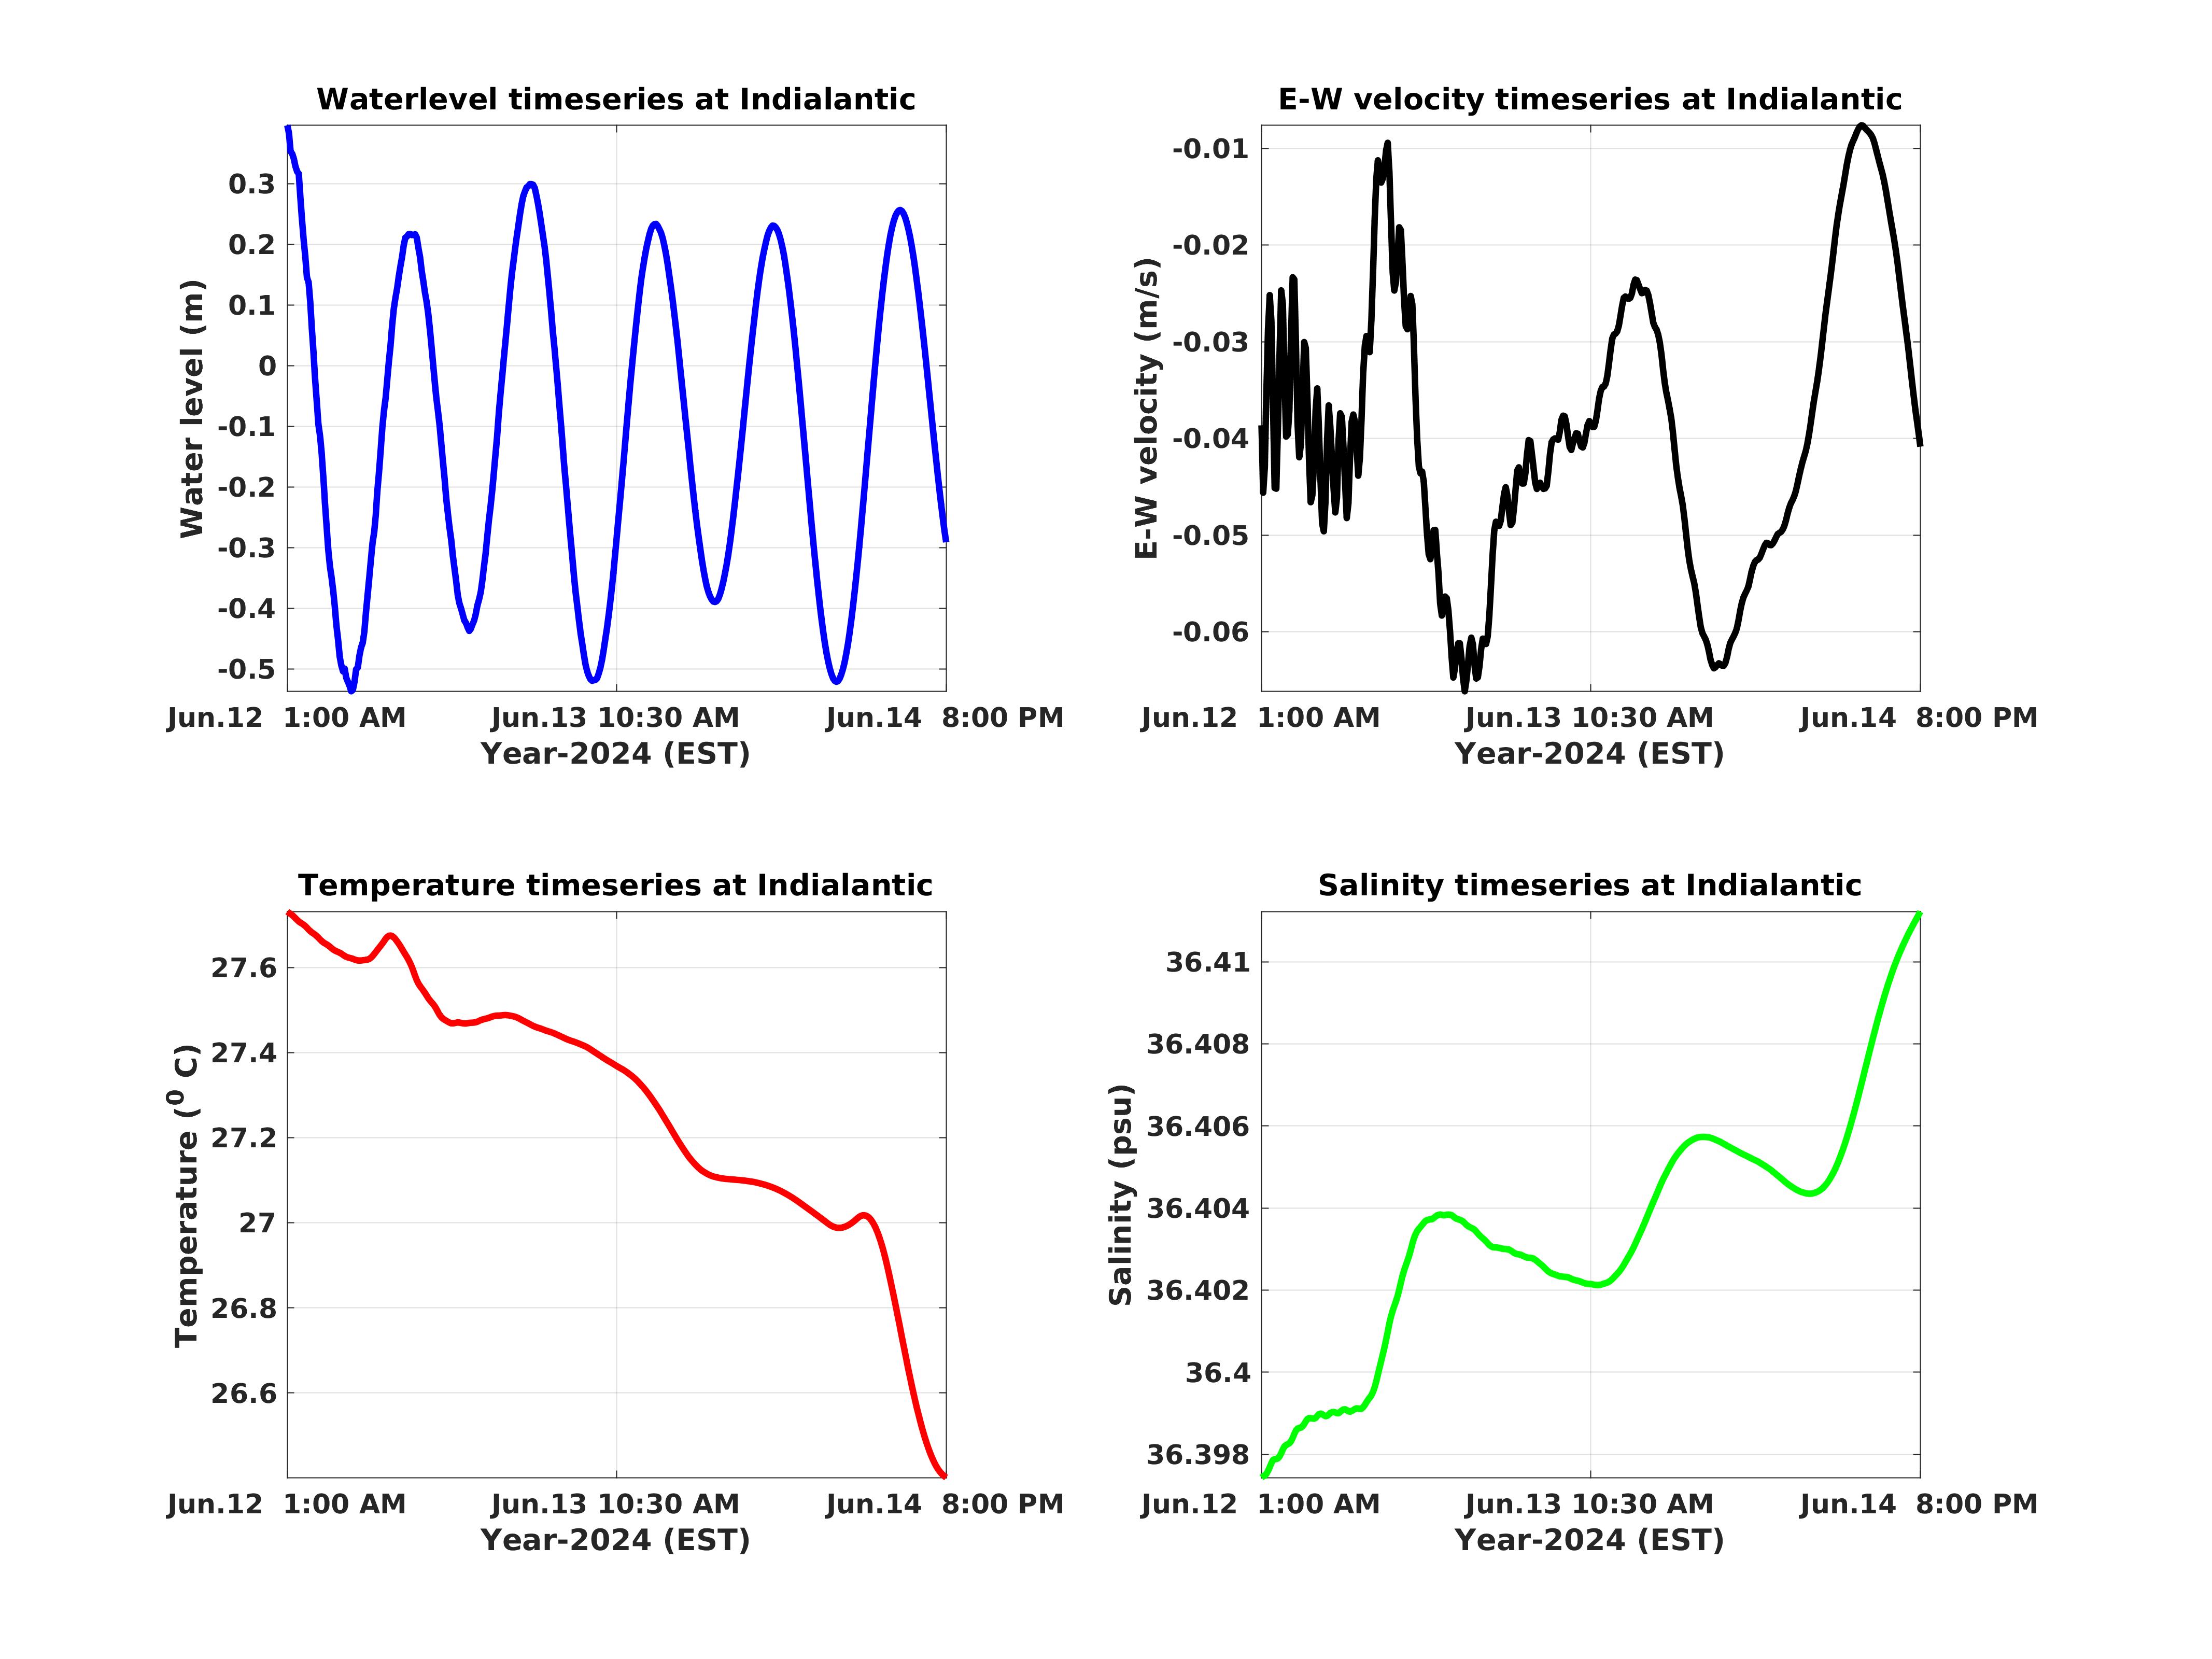 Waterlevel timeseries at Indialantic
0.3
0.2
0.1
0
-0.1
-0.2
-0.3
-0.4
-0.5
Water level (m)
Jun.12 1:00 AM Jun.13 10:30 AM Jun.14 8:00 PM
Year-2024 (EST)
E-W velocity timeseries at Indialantic
-0.01
-0.02
-0.03
-0.04
-0.05
-0.06
E-W velocity (m/s)
Jun.12 1:00 AM Jun.13 10:30 AM Jun.14 8:00 PM
Year-2024 (EST)
Temperature timeseries at Indialantic
27.6
27.4
27.2
27
26.8
26.6
Temperature (⁰ C)
Jun.12 1:00 AM Jun.13 10:30 AM Jun.14 8:00 PM
Year-2024 (EST)
Salinity timeseries at Indialantic
36.41
36.408
36.406
36.404
36.402
36.4
36.398
Salinity (psu)
Jun.12 1:00 AM Jun.13 10:30 AM Jun.14 8:00 PM
Year-2024 (EST)